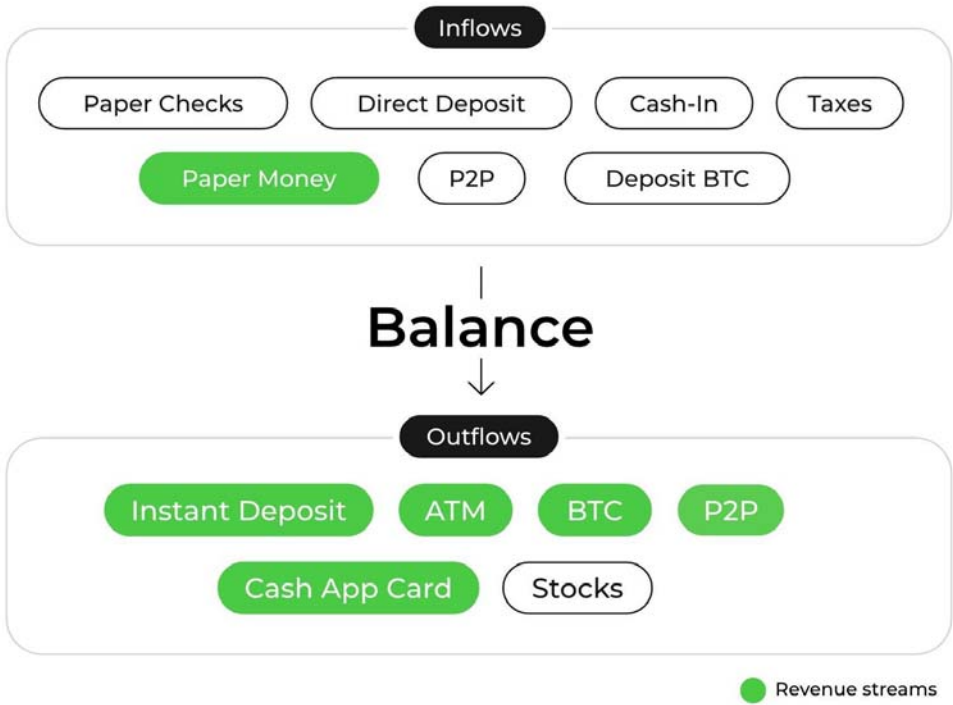 Inflows
Paper Checks Direct Deposit Cash-In Taxes
Paper Money P2P Deposit BTC
Balance
Outflows
Instant Deposit ATM BTC P2P
Cash App Card Stocks
Revenue streams